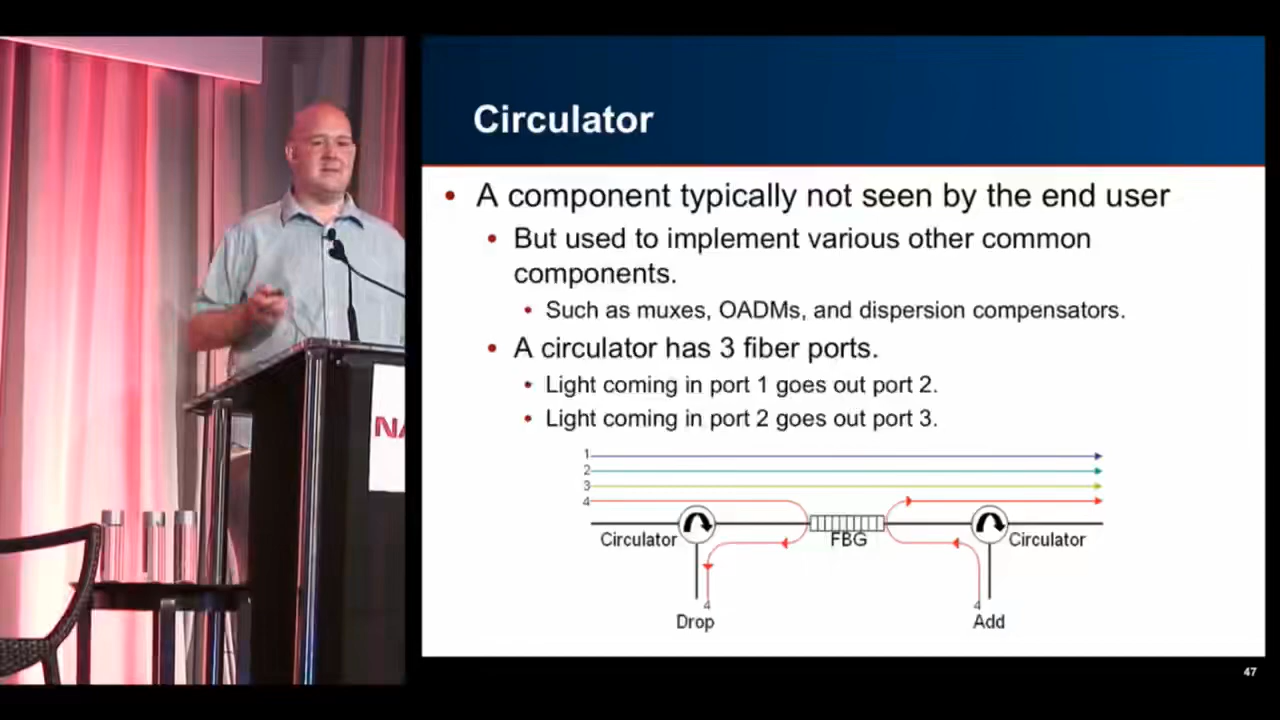 Circulator
• A component typically not seen by the end user
• But used to implement various other common
components.
• Such as muxes, OADMs, and dispersion compensators.
• A circulator has 3 fiber ports.
• Light coming in port 1 goes out port 2.
• Light coming in port 2 goes out port 3.
1
2
3
4
Circulator
FBG
Circulator
4
4
Drop
Add
NA
47